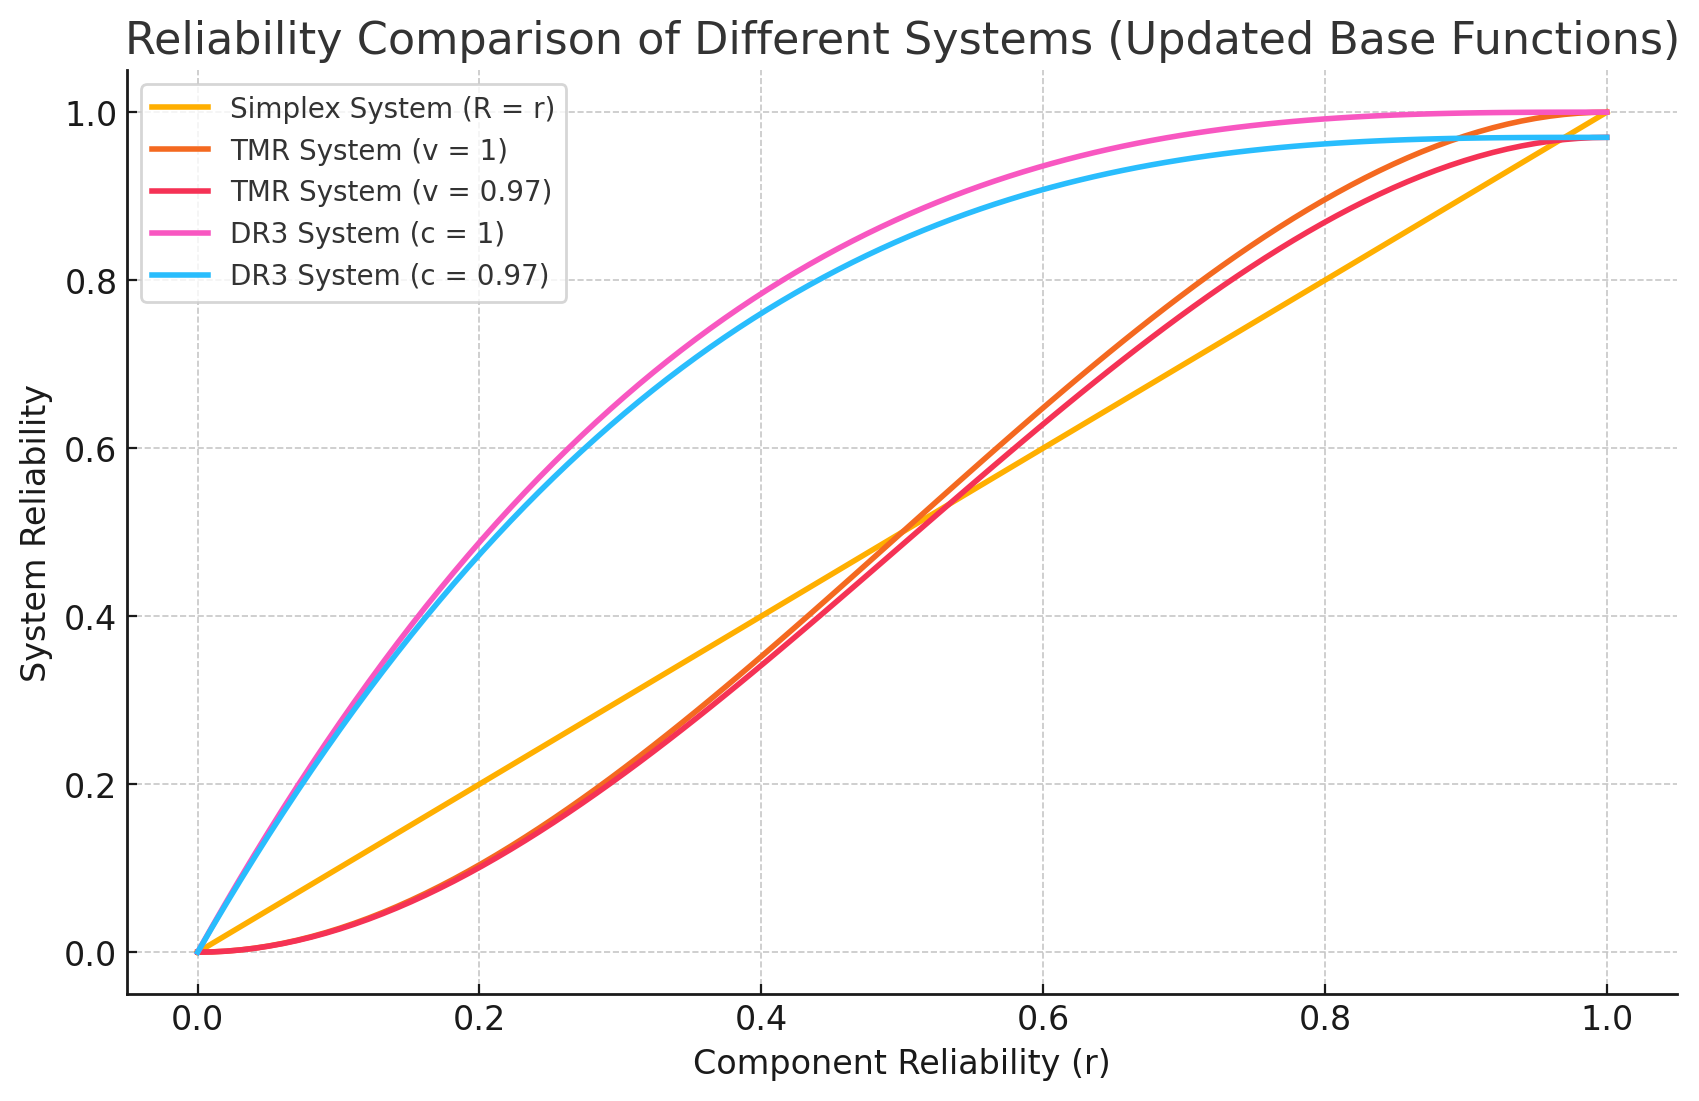 Reliability Comparison of Different Systems (Updated Base Functions)
Simplex System (R = r)
TMR System (v = 1)
TMR System (v = 0.97)
DR3 System (c = 1)
DR3 System (c = 0.97)
System Reliability
1.0
0.8
0.6
0.4
0.2
0.0
0.0 0.2 0.4 0.6 0.8 1.0
Component Reliability (r)